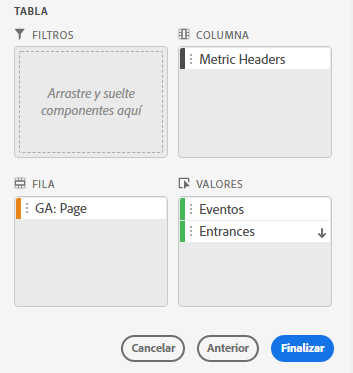 TABLA
FILTROS
Arrastre y suelte
componentes aquí
COLUMNA
Metric Headers
FILA
GA: Page
VALORES
Eventos
Entrances
Cancelar
Anterior
Finalizar